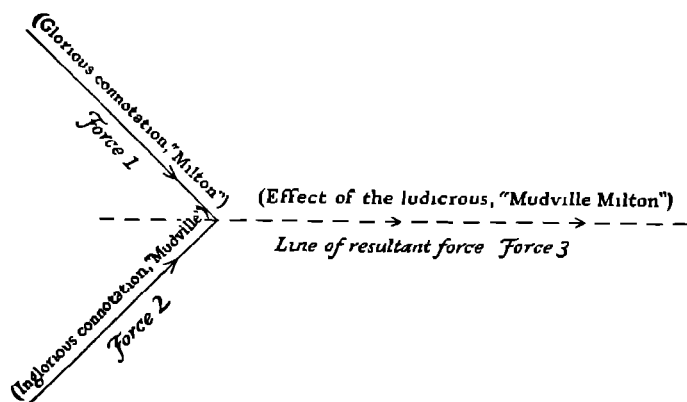 (Glorious connotation, "Milton")
Force 1
(Effect of the ludicrous, "Mudville Milton")
Line of resultant force Force 3
(Inglorious connotation, "Mudville")
Force 2